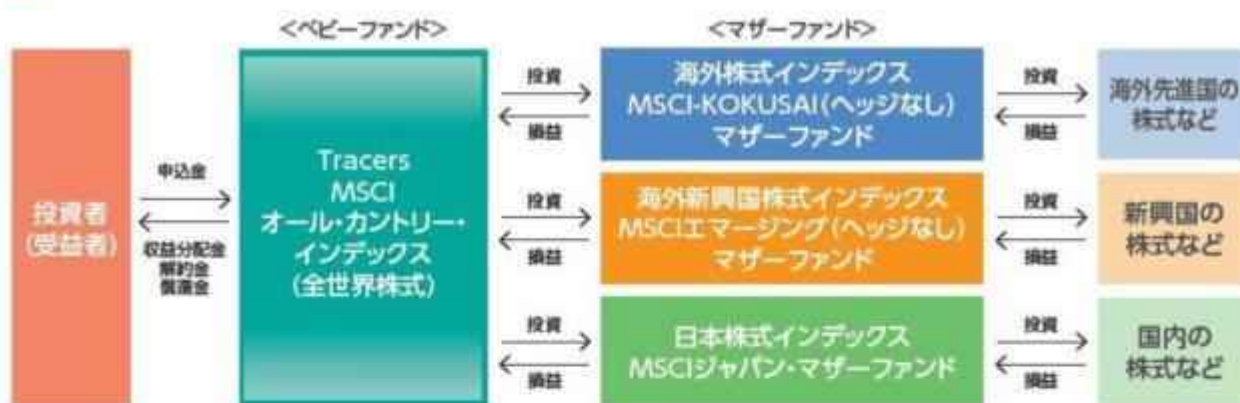 <ベビーファンド>
<マザーファンド>
投資者
(受益者)
申込金
収益分配金
解約金
償還金
Tracers
MSCI
オール・カントリー・
インデックス
(全世界株式)
投資
損益
海外株式インデックス
MSCI-KOKUSAI(ヘッジなし)
マザーファンド
投資
損益
海外先進国の
株式など
投資
損益
海外新興国株式インデックス
MSCIエマージング(ヘッジなし)
マザーファンド
投資
損益
新興国の
株式など
投資
損益
日本株式インデックス
MSCIジャパン・マザーファンド
投資
損益
国内の
株式など